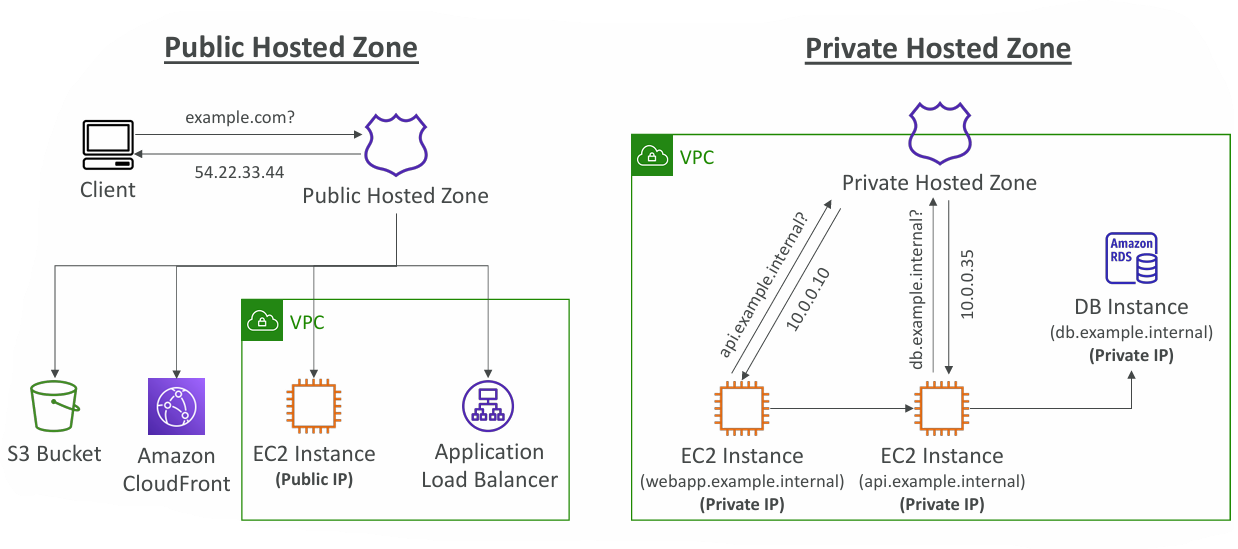 Public Hosted Zone
example.com?
54.22.33.44
Client
Public Hosted Zone
VPC
S3 Bucket
Amazon
CloudFront
EC2 Instance
(Public IP)
Application
Load Balancer
Private Hosted Zone
VPC
Private Hosted Zone
api.example.internal?
10.0.0.10
db.example.internal?
10.0.0.35
Amazon
RDS
DB Instance
(db.example.internal)
(Private IP)
EC2 Instance
(webapp.example.internal)
(Private IP)
EC2 Instance
(api.example.internal)
(Private IP)